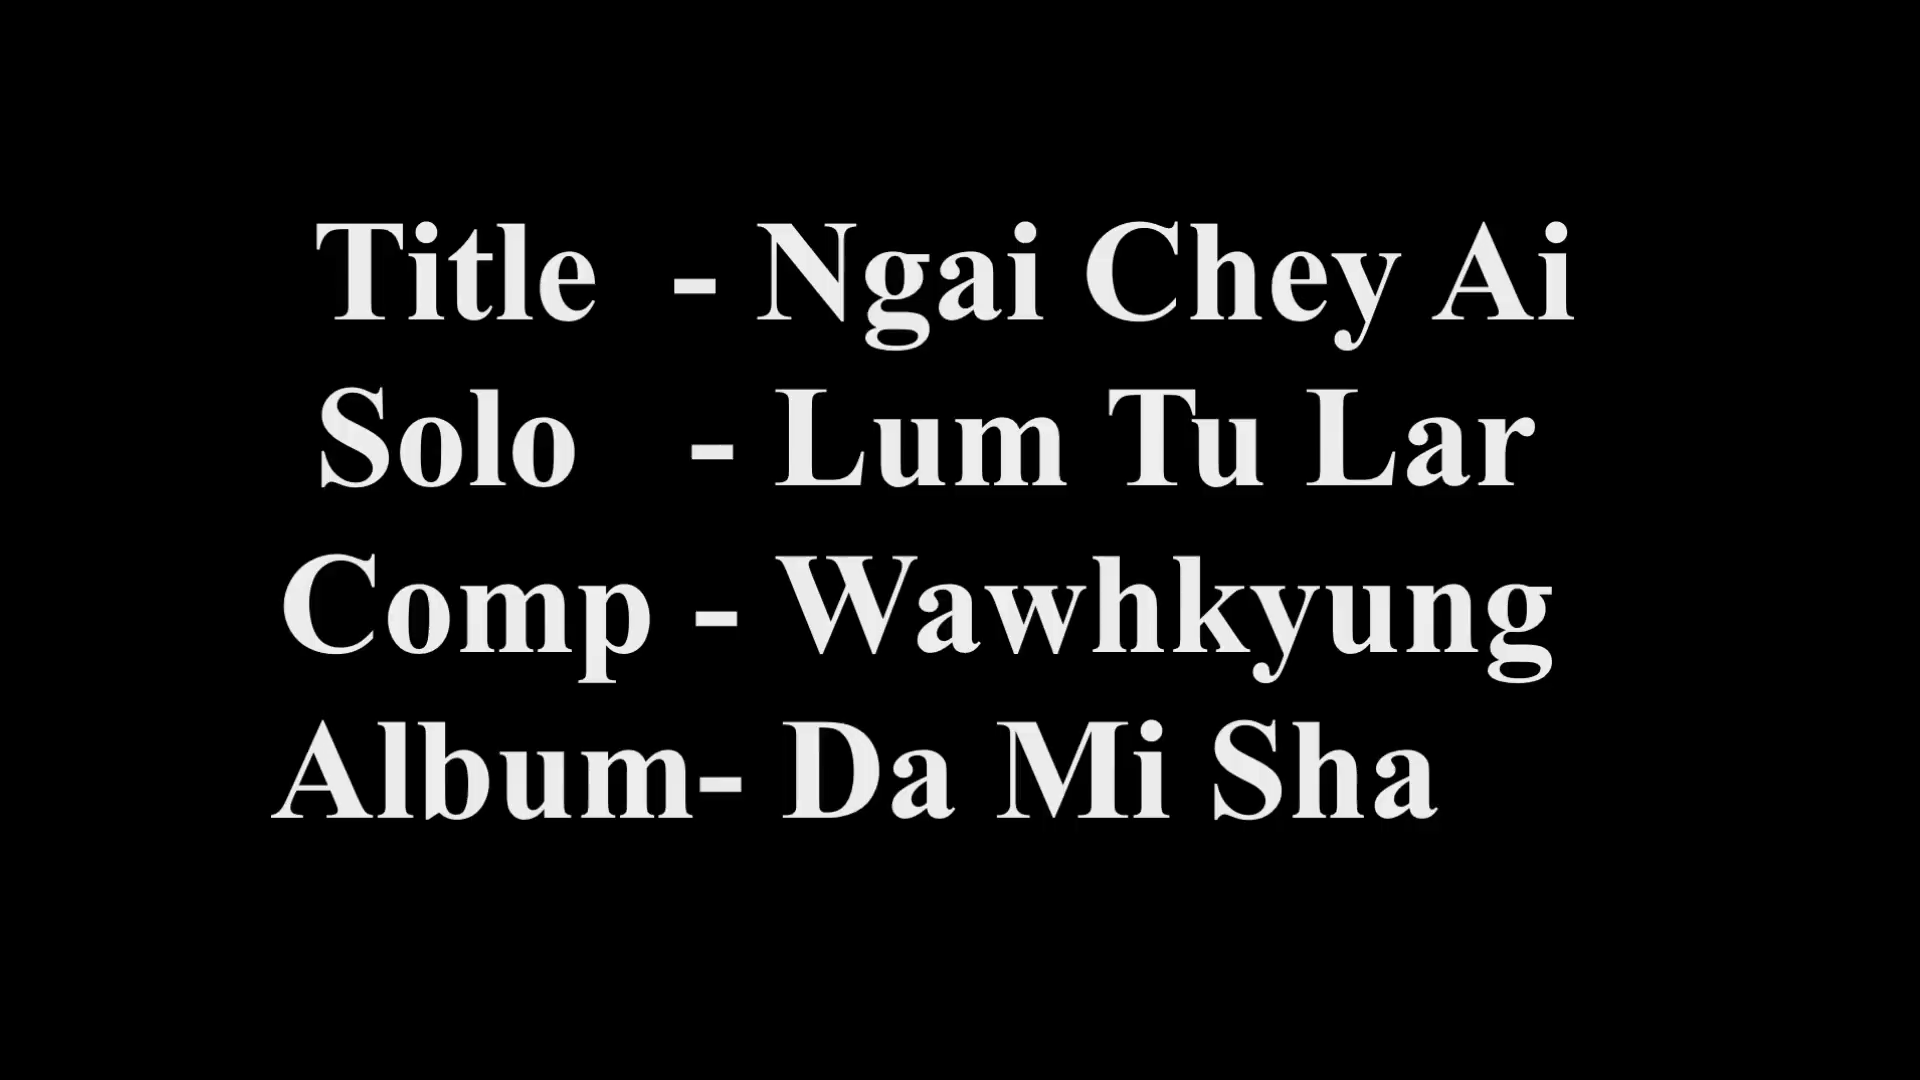 Title - Ngai Chey Ai
Solo - Lum Tu Lar
Comp - Wawhkyung
Album- Da Mi Sha